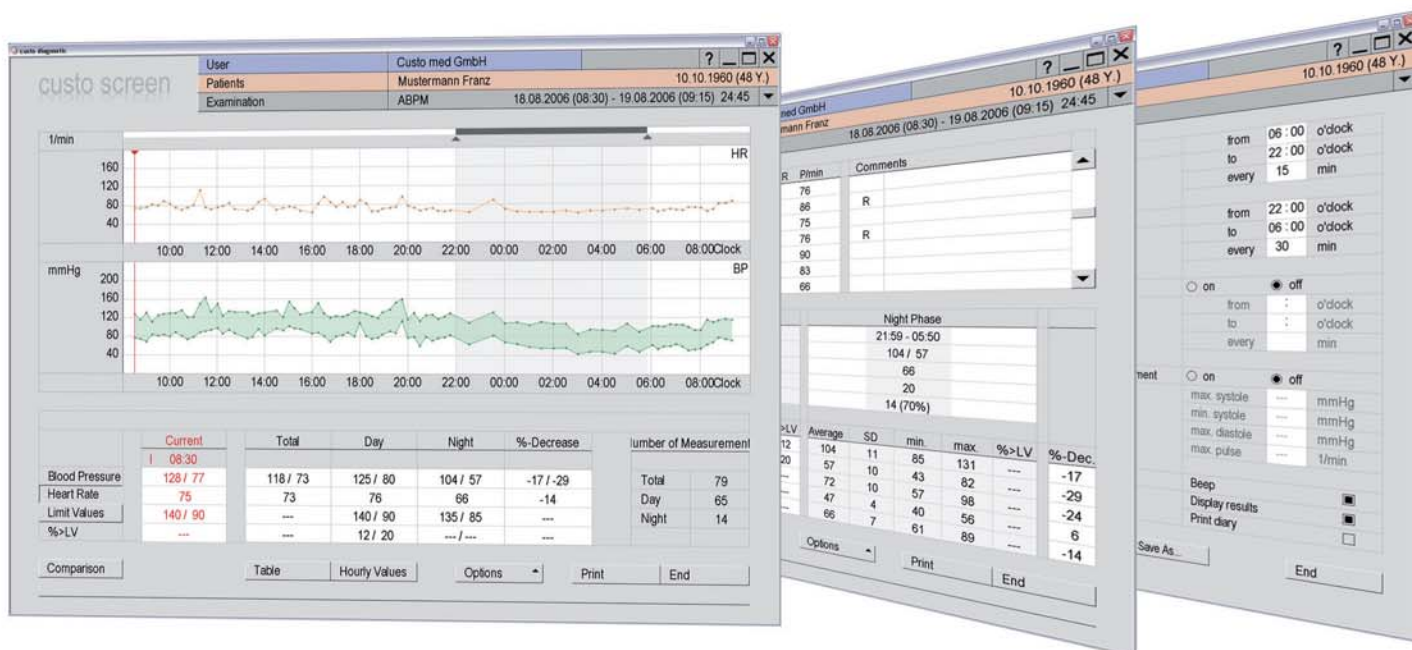 custo diagnostic
User Custo med GmbH ?
Patients Mustermann Franz 10.10.1960 (48 Y.)
custo screen
Examination ABPM 18.08.2006 (08:30) - 19.08.2006 (09:15) 24:45
1/min HR
160
120
80
40
10:00 12:00 14:00 16:00 18:00 20:00 22:00 00:00 02:00 04:00 06:00 08:00Clock
mmHg BP
200
160
120
80
40
10:00 12:00 14:00 16:00 18:00 20:00 22:00 00:00 02:00 04:00 06:00 08:00Clock
Current Total Day Night %-Decrease umber of Measurement
08:30
Blood Pressure 128 / 77 118 / 73 125 / 80 104 / 57 -17 / -29 Total 79
Heart Rate 75 73 76 66 -14 Day 65
Limit Values 140 / 90 --- 140 / 90 135 / 85 --- Night 14
%>LV --- --- 12 / 20 --- / --- ---
Comparison Table Hourly Values Options Print End
?
10.10.1960 (48 Y.)
med GmbH
mann Franz 18.08.2006 (08:30) - 19.08.2006 (09:15) 24:45
R P/min Comments
76
86 R
75
76 R
90
83
66
Night Phase
21:59 - 05:50
104 / 57
66
20
14 (70%)
>LV Average SD min. max. %>LV %-Dec.
12 104 11 85 131 --- -17
20 57 10 43 82 --- -29
--- 72 10 57 98 --- -24
--- 47 4 40 56 --- 6
--- 66 7 61 89 --- -14
Options Print End
?
10.10.1960 (48 Y.)
from 06:00 o'clock
to 22:00 o'clock
every 15 min
from 22:00 o'clock
to 06:00 o'clock
every 30 min
on off
from : o'clock
to : o'clock
every min
ment on off
max. systole --- mmHg
min. systole --- mmHg
max. diastole --- mmHg
max. pulse --- 1/min
Beep
Display results
Print diary
Save As...
End